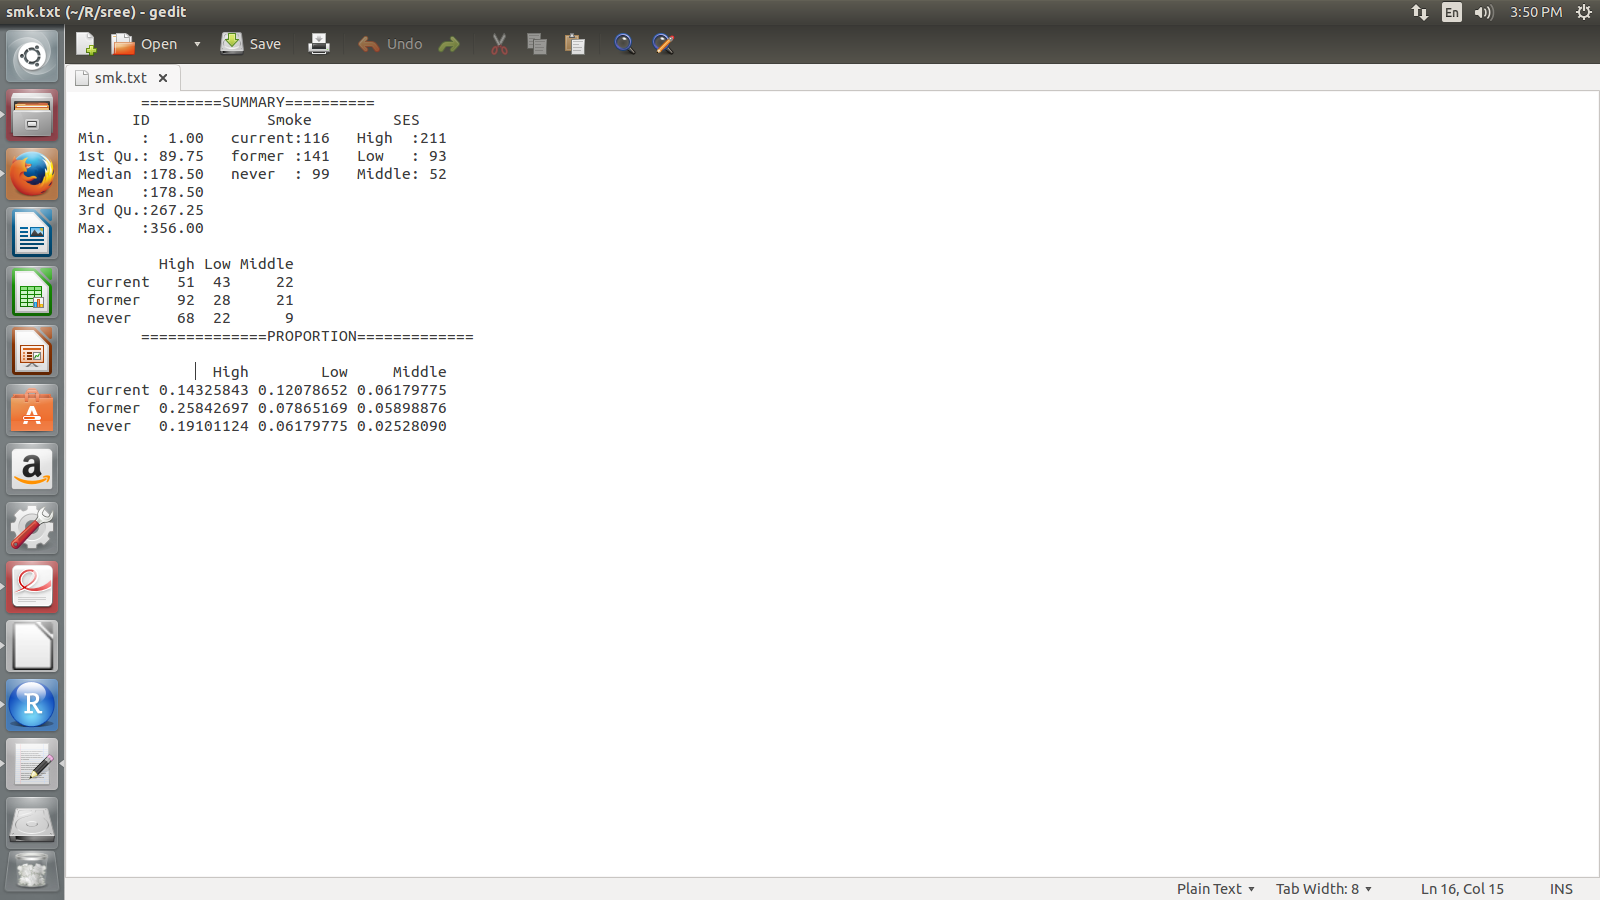 smk.txt (~/R/sree) - gedit
En 3:50 PM
Open Save Undo
smk.txt
=========SUMMARY==========
ID Smoke SES
Min. : 1.00 current:116 High :211
1st Qu.: 89.75 former :141 Low : 93
Median :178.50 never : 99 Middle: 52
Mean :178.50
3rd Qu.:267.25
Max. :356.00
High Low Middle
current 51 43 22
former 92 28 21
never 68 22 9
==============PROPORTION=============
High Low Middle
current 0.14325843 0.12078652 0.06179775
former 0.25842697 0.07865169 0.05898876
never 0.19101124 0.06179775 0.02528090
a
R
Plain Text Tab Width: 8 Ln 16, Col 15 INS